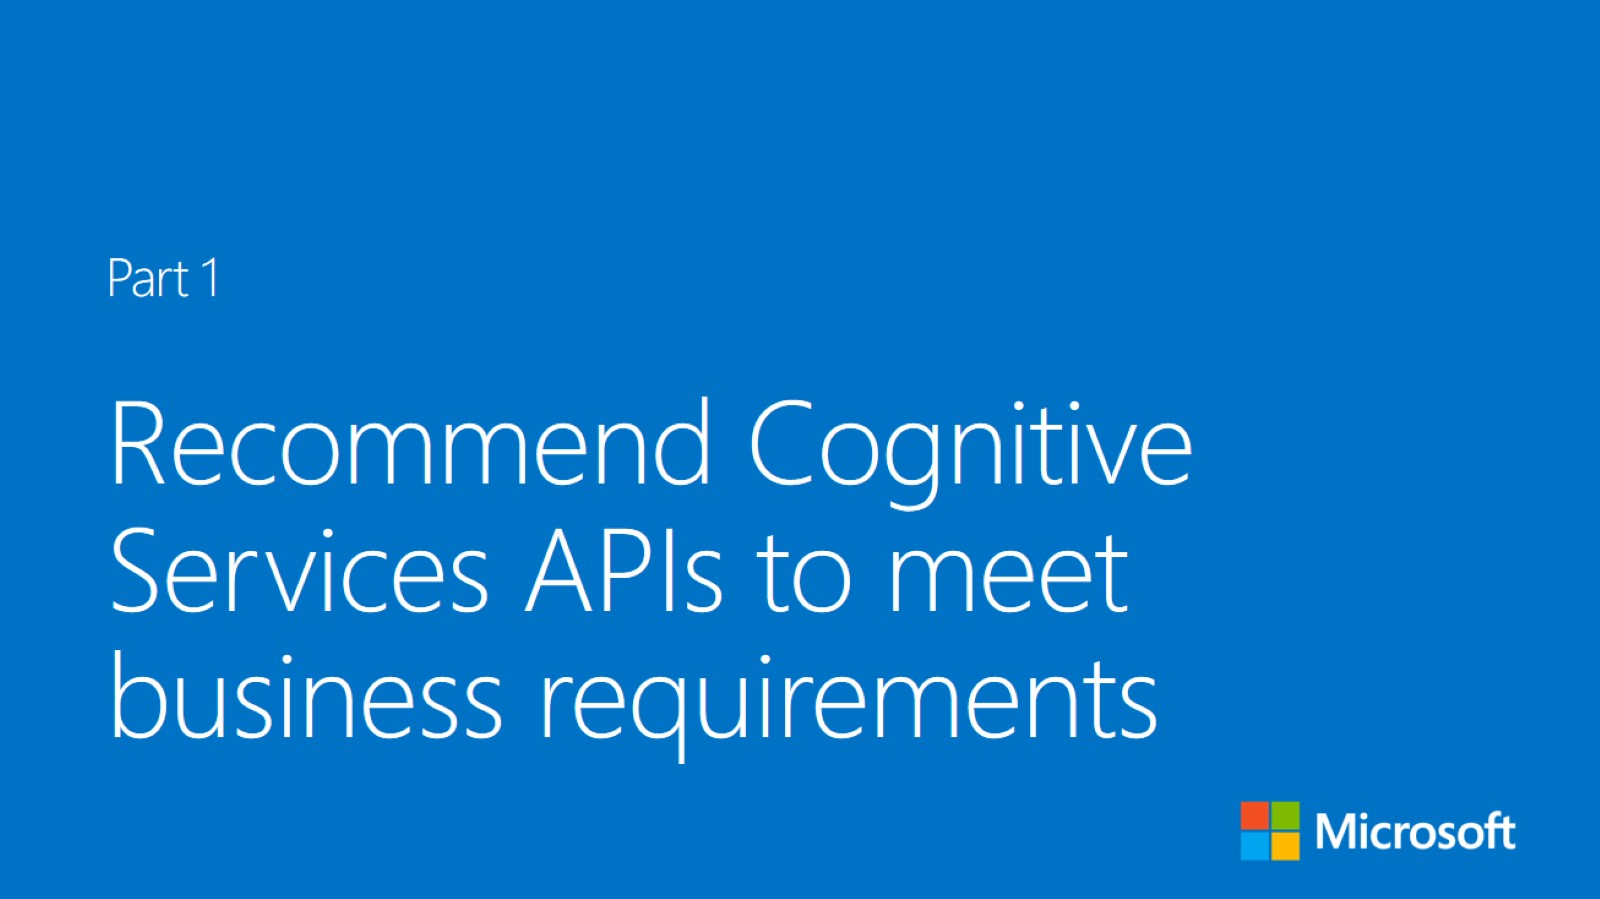 Part 1
Recommend Cognitive
Services APIs to meet
business requirements
Microsoft